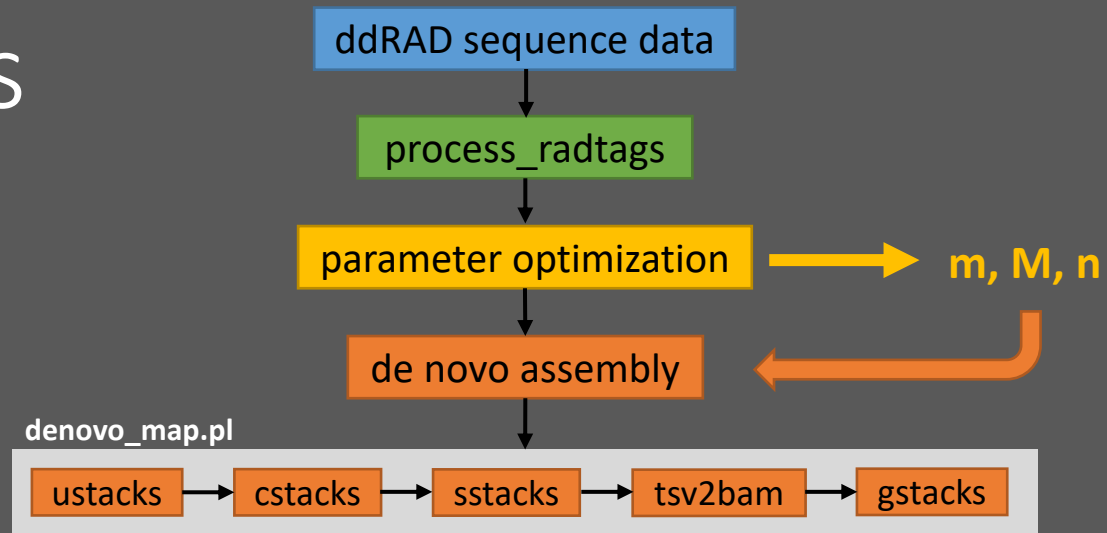 ddRAD sequence data
process_radtags
parameter optimization
m, M, n
de novo assembly
denovo_map.pl
ustacks
cstacks
sstacks
tsv2bam
gstacks